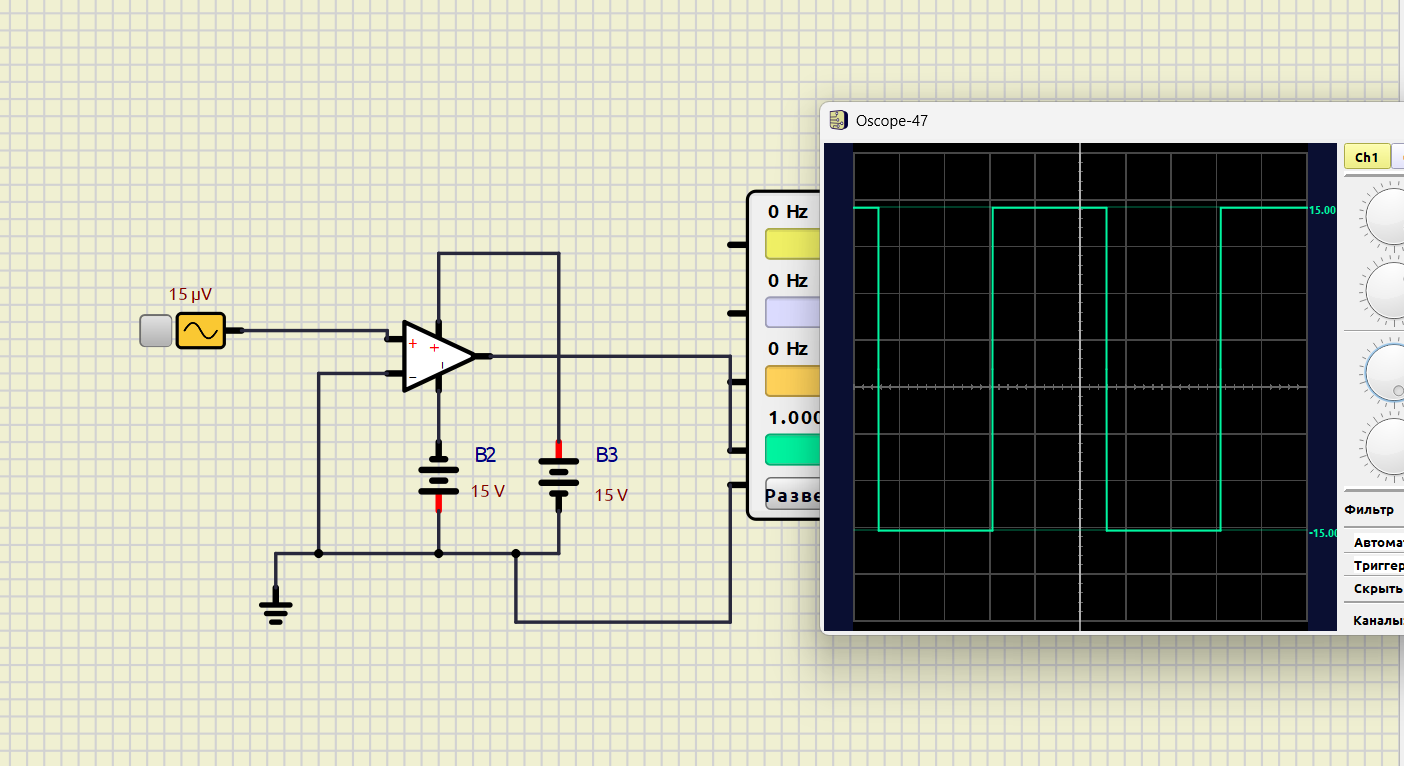 Oscope-47
Ch1
0 Hz
15.00
0 Hz
15 µV
0 Hz
+
+
−
1.000
B2
B3
15 V
15 V
Разве
Фильтр
-15.00
Автомат
Триггер
Скрыть
Каналы: